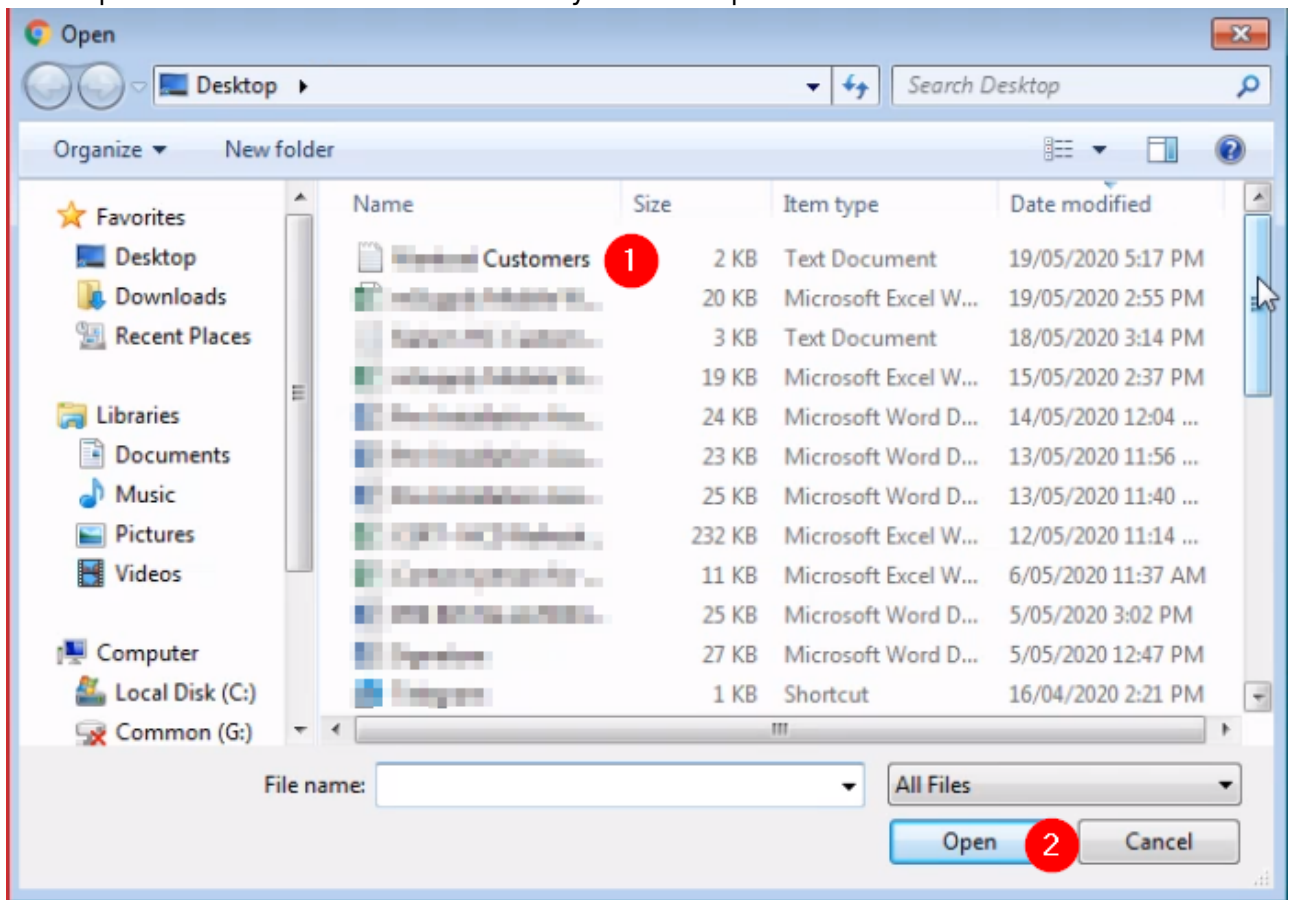 Open
Desktop
Search Desktop
Organize
New folder
Name Size Item type Date modified
Favorites
Desktop
Downloads
Recent Places
Libraries
Documents
Music
Pictures
Videos
Computer
Local Disk (C:)
Common (G:)
Customers 1 2 KB Text Document 19/05/2020 5:17 PM
20 KB Microsoft Excel W... 19/05/2020 2:55 PM
3 KB Text Document 18/05/2020 3:14 PM
19 KB Microsoft Excel W... 15/05/2020 2:37 PM
24 KB Microsoft Word D... 14/05/2020 12:04 ...
23 KB Microsoft Word D... 13/05/2020 11:56 ...
25 KB Microsoft Word D... 13/05/2020 11:40 ...
232 KB Microsoft Excel W... 12/05/2020 11:14 ...
11 KB Microsoft Excel W... 6/05/2020 11:37 AM
25 KB Microsoft Word D... 5/05/2020 3:02 PM
27 KB Microsoft Word D... 5/05/2020 12:47 PM
1 KB Shortcut 16/04/2020 2:21 PM
File name:
All Files
Open 2 Cancel